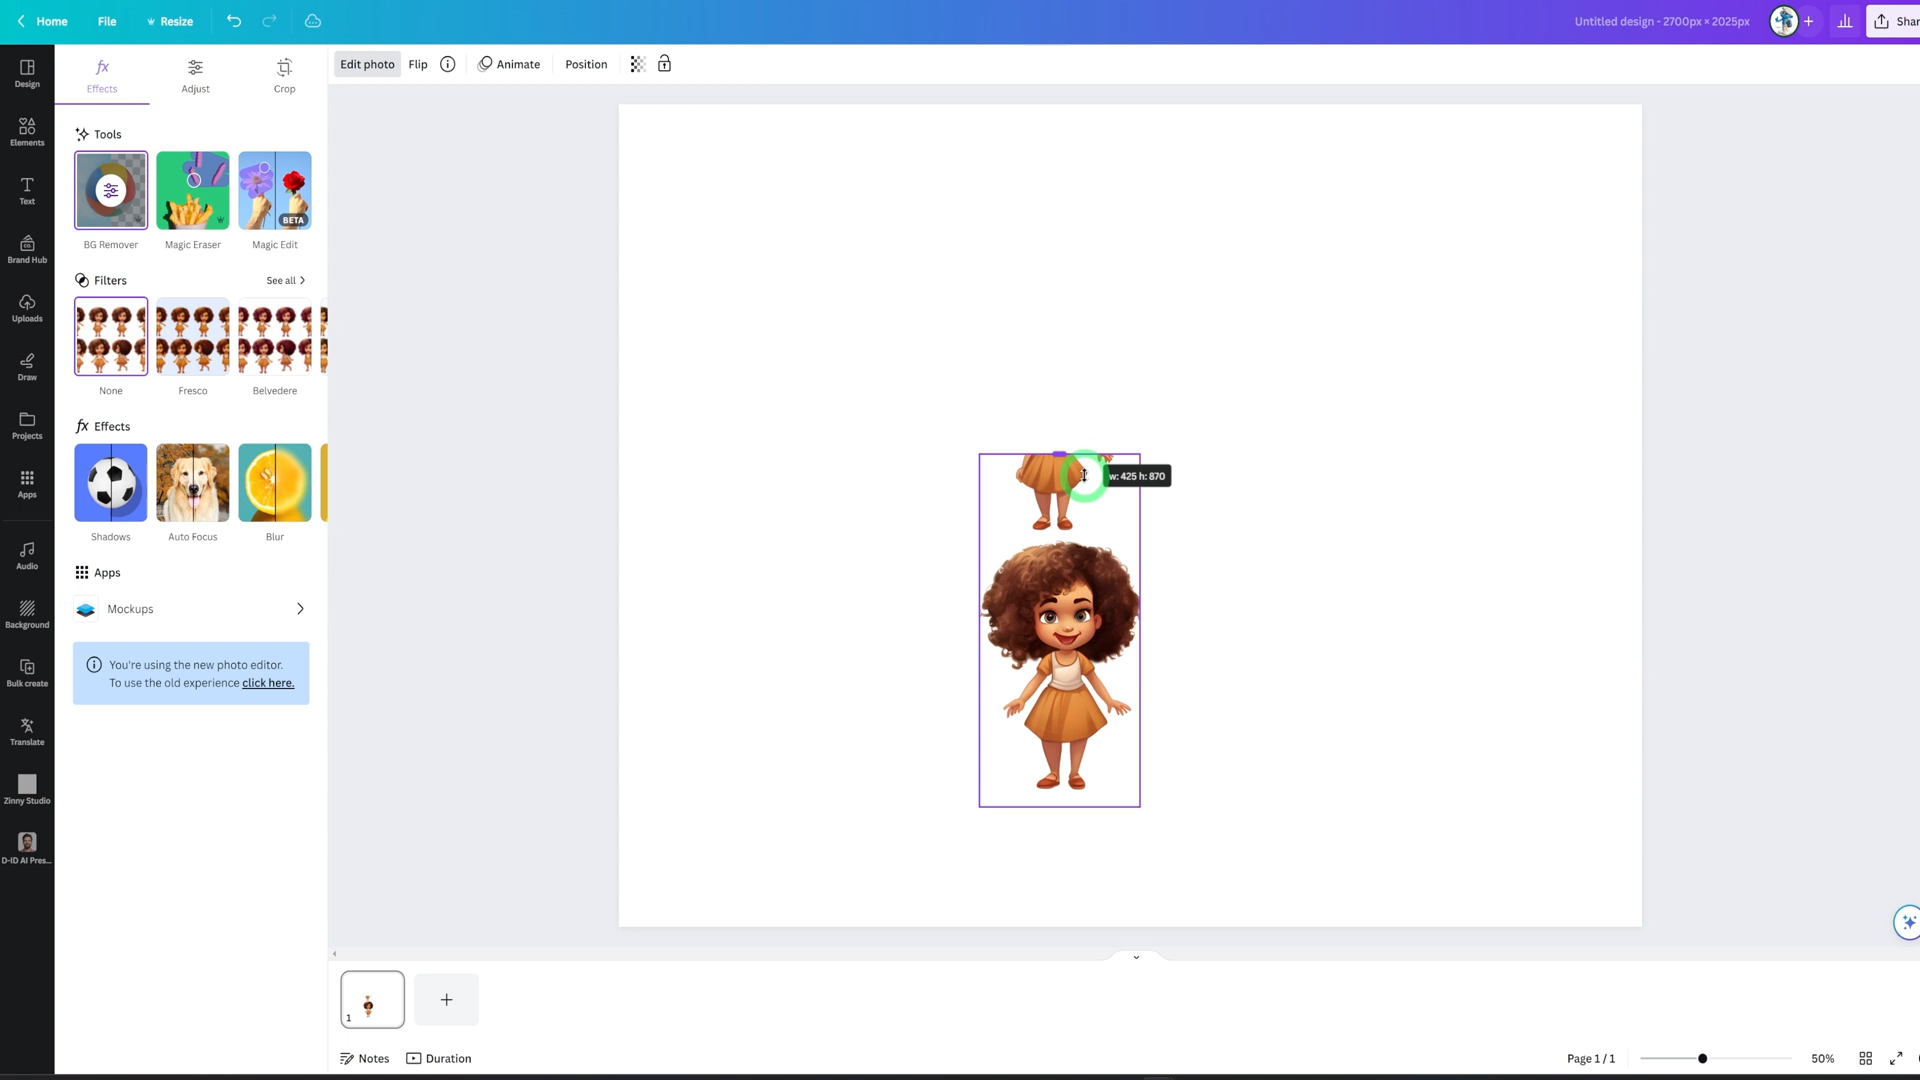 Home File Resize Untitled design - 2700px × 2025px + Shar
Edit photo Flip Animate Position
Design
Elements
Text
Brand Hub
Uploads
Draw
Projects
Apps
Audio
Background
Bulk create
Translate
Zinny Studio
D-ID AI Pres...
Effects Adjust Crop
Tools
BETA
BG Remover Magic Eraser Magic Edit
Filters See all
None Fresco Belvedere
fx Effects
Shadows Auto Focus Blur
Apps
Mockups
You're using the new photo editor.
To use the old experience click here.
w: 425 h: 870
1
Notes Duration Page 1 / 1 50%